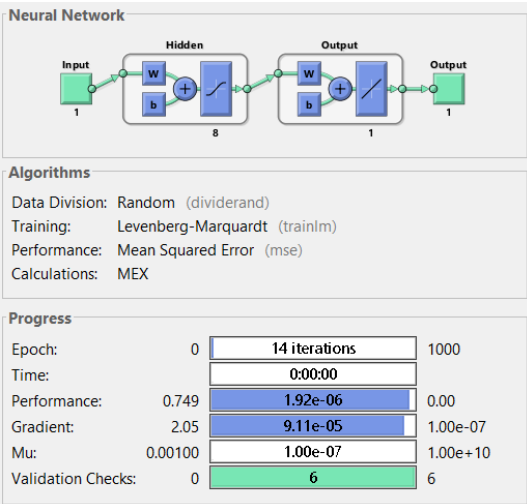 Neural Network
Hidden Output
Input Output
W W
b b
+ +
1 8 1 1
Algorithms
Data Division: Random (dividerand)
Training: Levenberg-Marquardt (trainlm)
Performance: Mean Squared Error (mse)
Calculations: MEX
Progress
Epoch: 0 14 iterations 1000
Time: 0:00:00
Performance: 0.749 1.92e-06 0.00
Gradient: 2.05 9.11e-05 1.00e-07
Mu: 0.00100 1.00e-07 1.00e+10
Validation Checks: 0 6 6